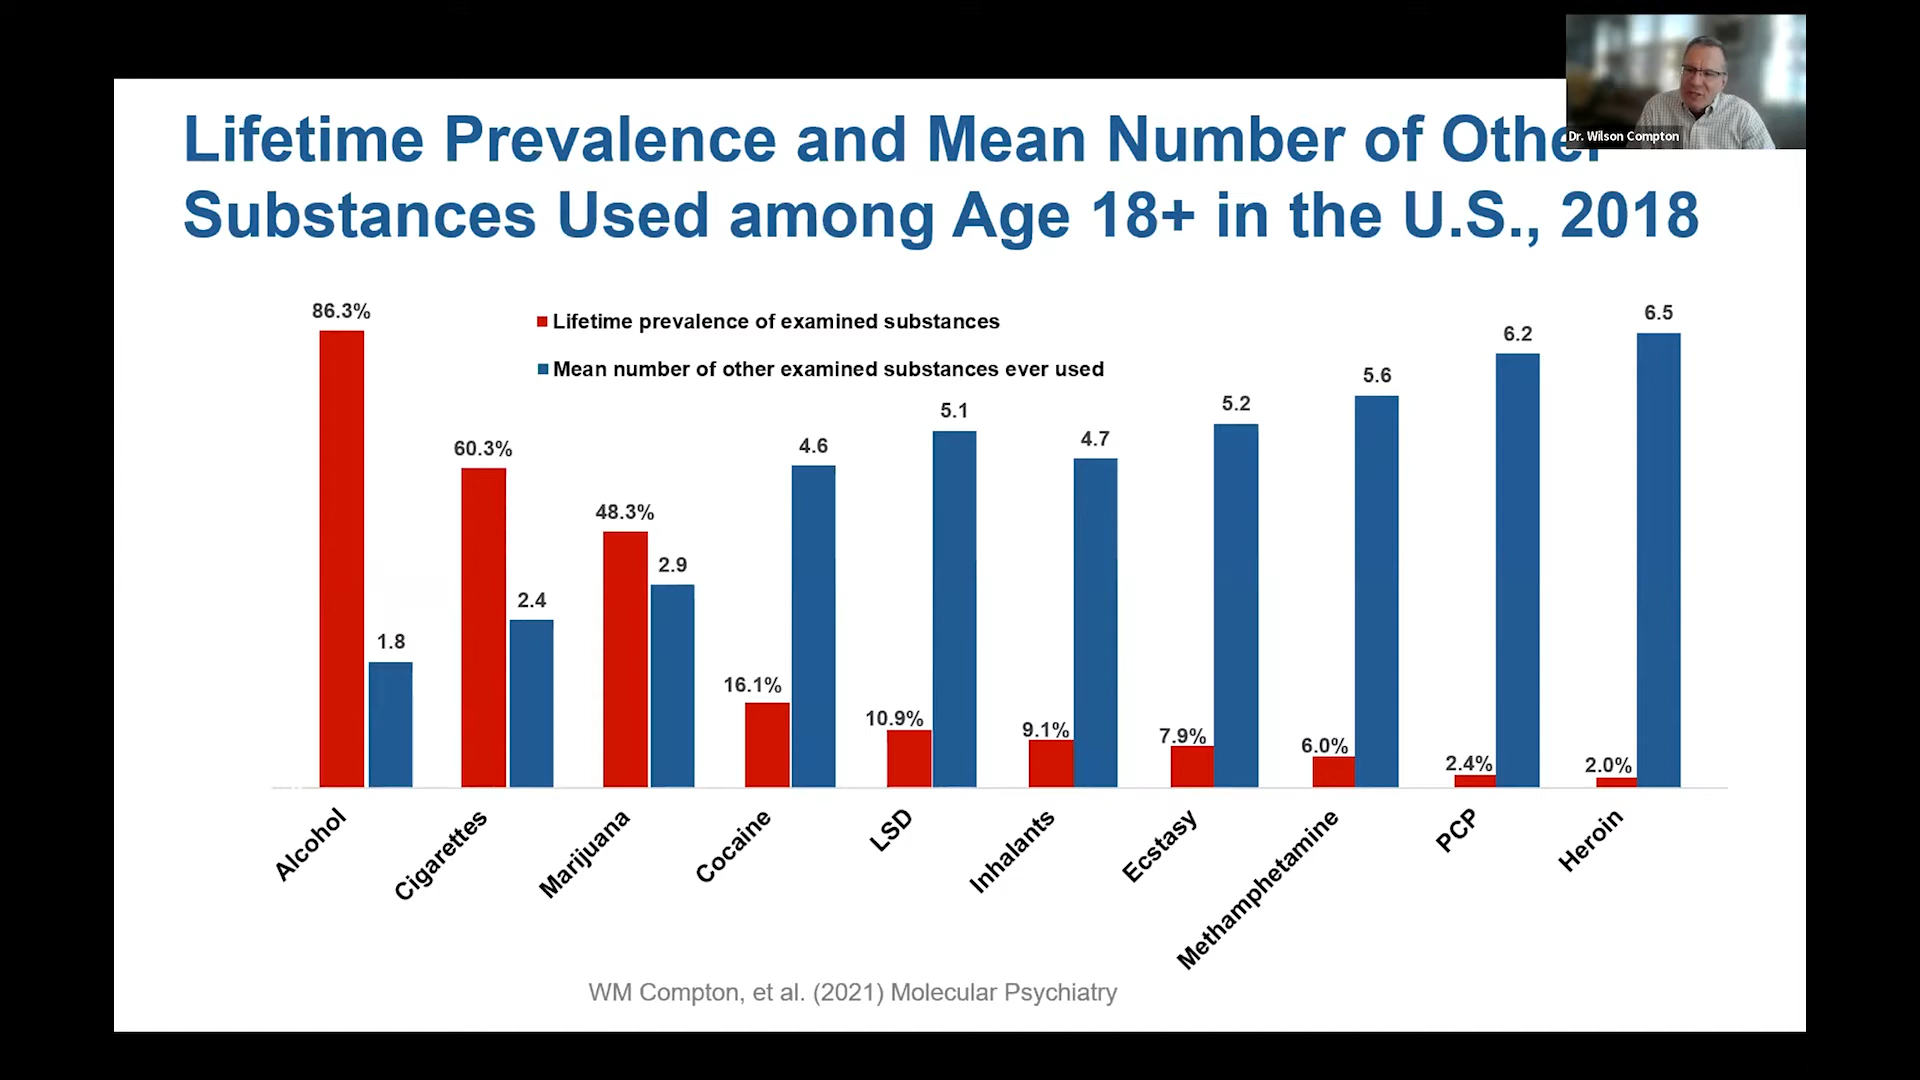 Lifetime Prevalence and Mean Number of Other
Substances Used among Age 18+ in the U.S., 2018
Dr. Wilson Compton
Lifetime prevalence of examined substances
Mean number of other examined substances ever used
86.3%
1.8
60.3%
2.4
48.3%
2.9
16.1%
4.6
10.9%
5.1
9.1%
4.7
7.9%
5.2
6.0%
5.6
2.4%
6.2
2.0%
6.5
Alcohol
Cigarettes
Marijuana
Cocaine
LSD
Inhalants
Ecstasy
Methamphetamine
PCP
Heroin
WM Compton, et al. (2021) Molecular Psychiatry